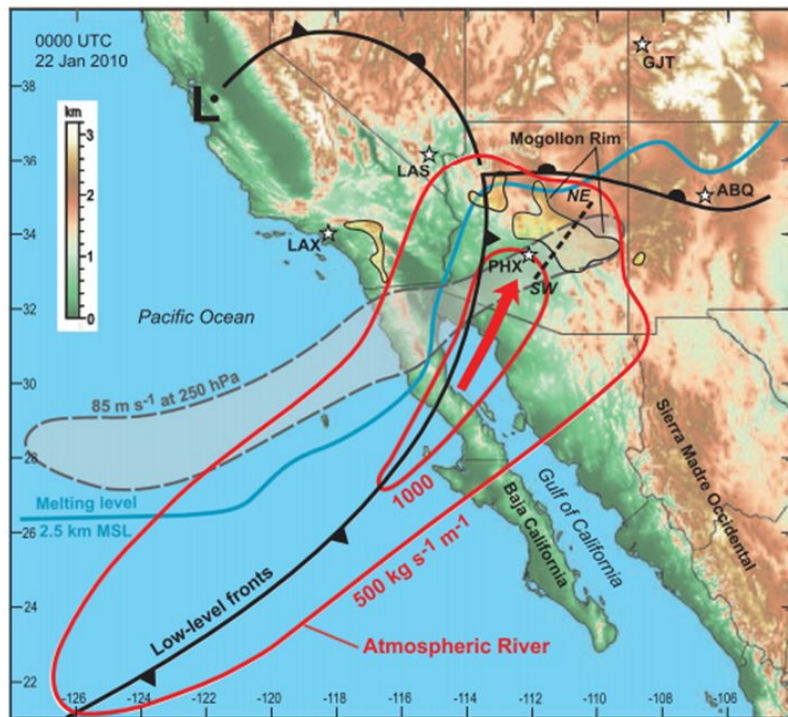 0000 UTC
22 Jan 2010
km
3
2
1
0
38
36
34
32
30
28
26
24
22
-126
-124
-122
-120
-118
-116
-114
-112
-110
-108
-106
-104
L
GJT
Mogollon Rim
LAS
NE
ABQ
LAX
PHX
SW
Pacific Ocean
85 m s-1 at 250 hPa
Melting level
2.5 km MSL
1000
500 kg s-1 m-1
Low-level fronts
Atmospheric River
Baja California
Gulf of California
Sierra Madre Occidental